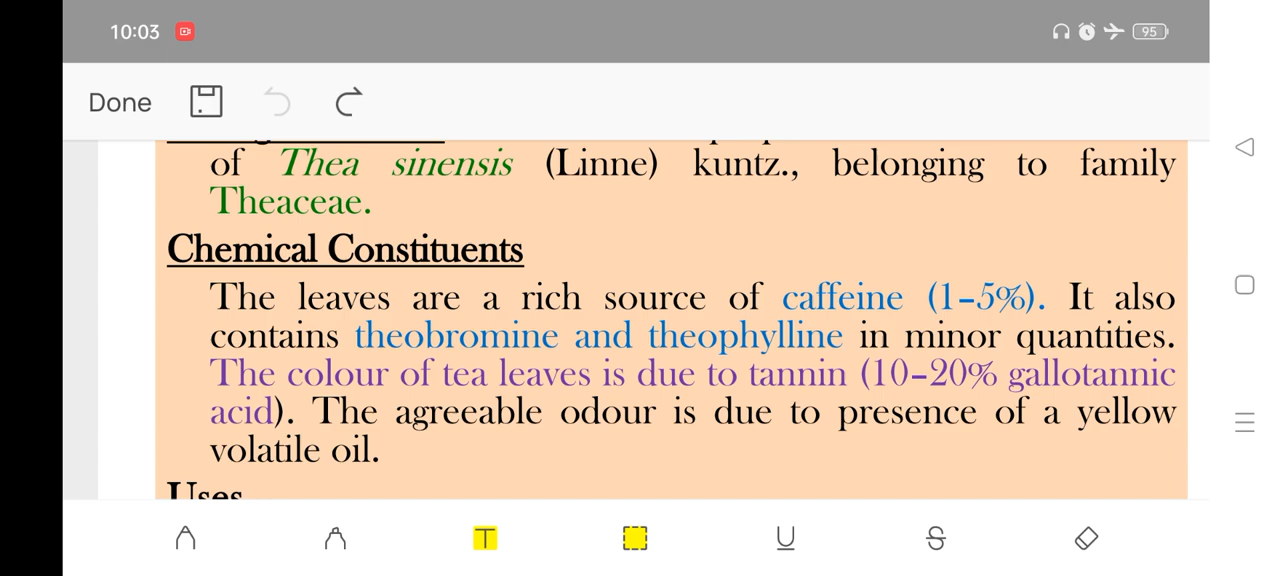 10:03
95
Done
of Thea sinensis (Linne) kuntz., belonging to family
Theaceae.
Chemical Constituents
The leaves are a rich source of caffeine (1–5%). It also
contains theobromine and theophylline in minor quantities.
The colour of tea leaves is due to tannin (10–20% gallotannic
acid). The agreeable odour is due to presence of a yellow
volatile oil.
Uses
T
U
S